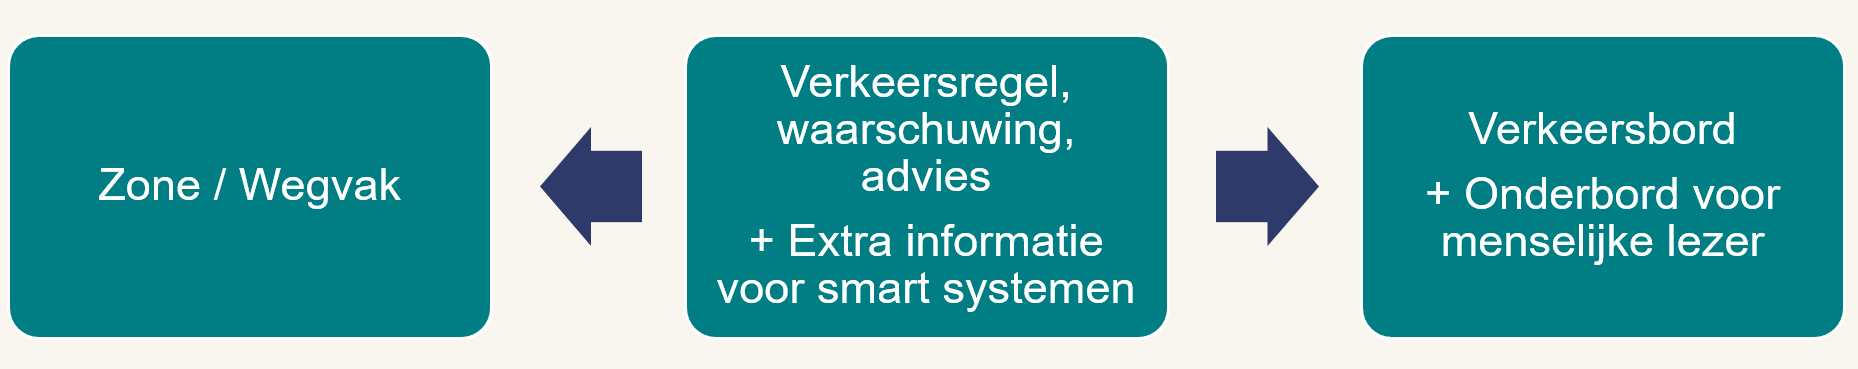 Zone / Wegvak
Verkeersregel,
waarschuwing,
advies
+ Extra informatie
voor smart systemen
Verkeersbord
+ Onderbord voor
menselijke lezer